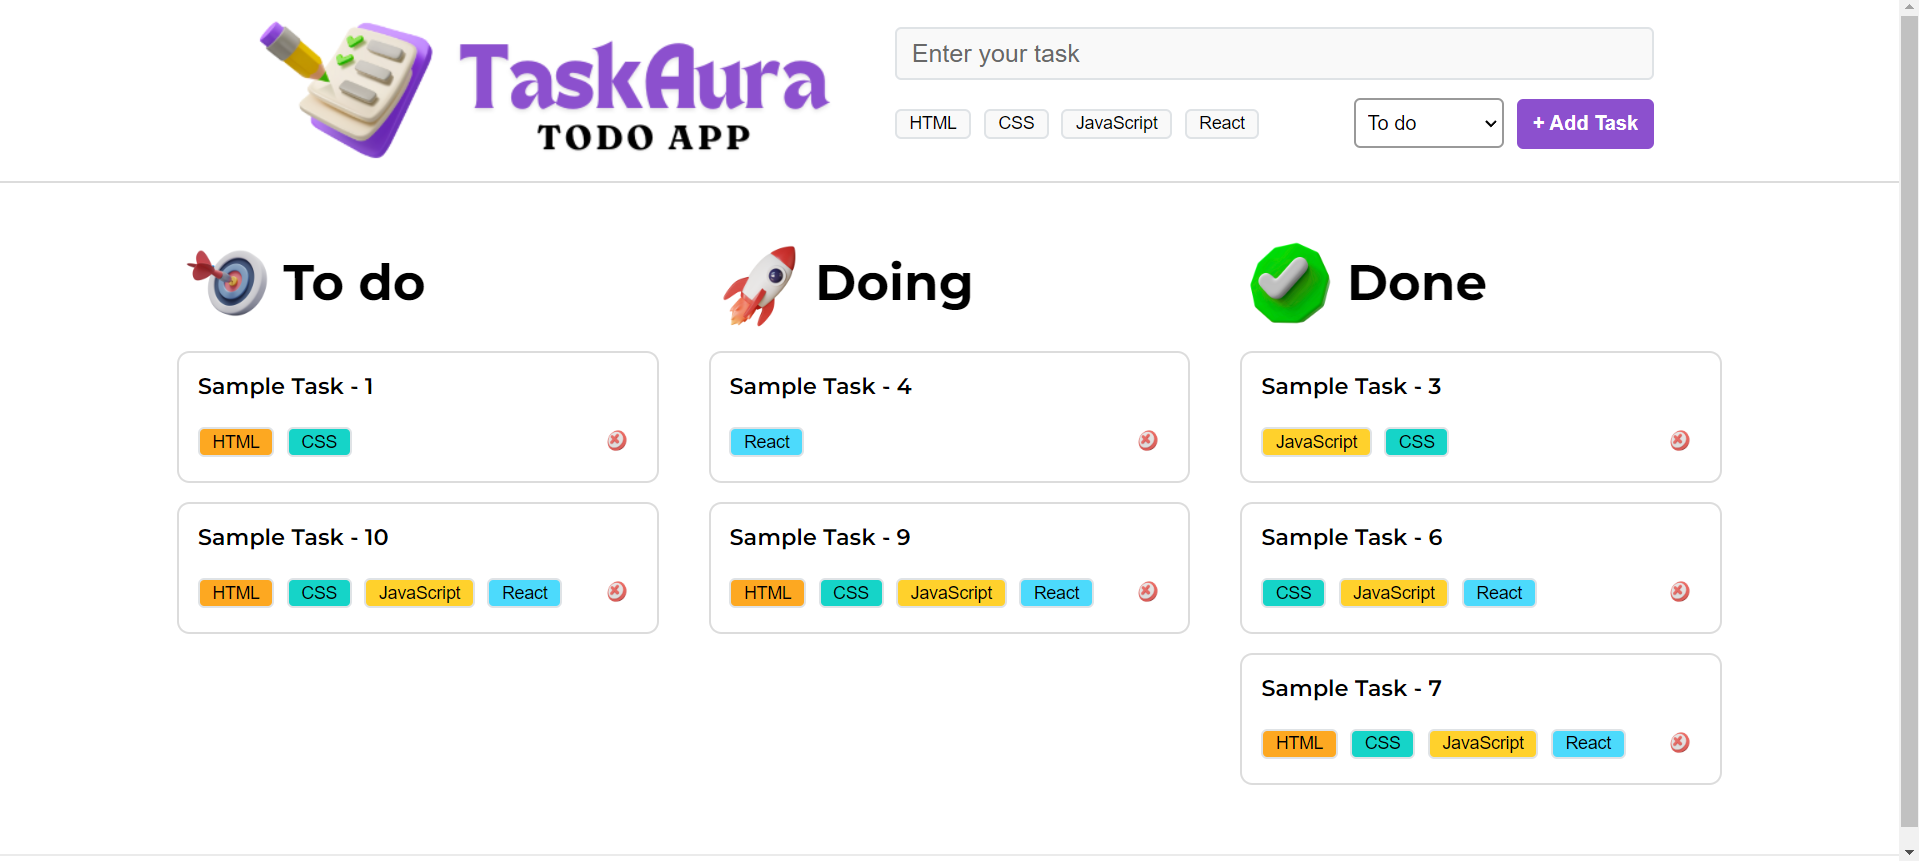 TaskAura
TODO APP
Enter your task
HTML CSS JavaScript React To do + Add Task
To do
Sample Task - 1
HTML CSS
Sample Task - 10
HTML CSS JavaScript React
Doing
Sample Task - 4
React
Sample Task - 9
HTML CSS JavaScript React
Done
Sample Task - 3
JavaScript CSS
Sample Task - 6
CSS JavaScript React
Sample Task - 7
HTML CSS JavaScript React